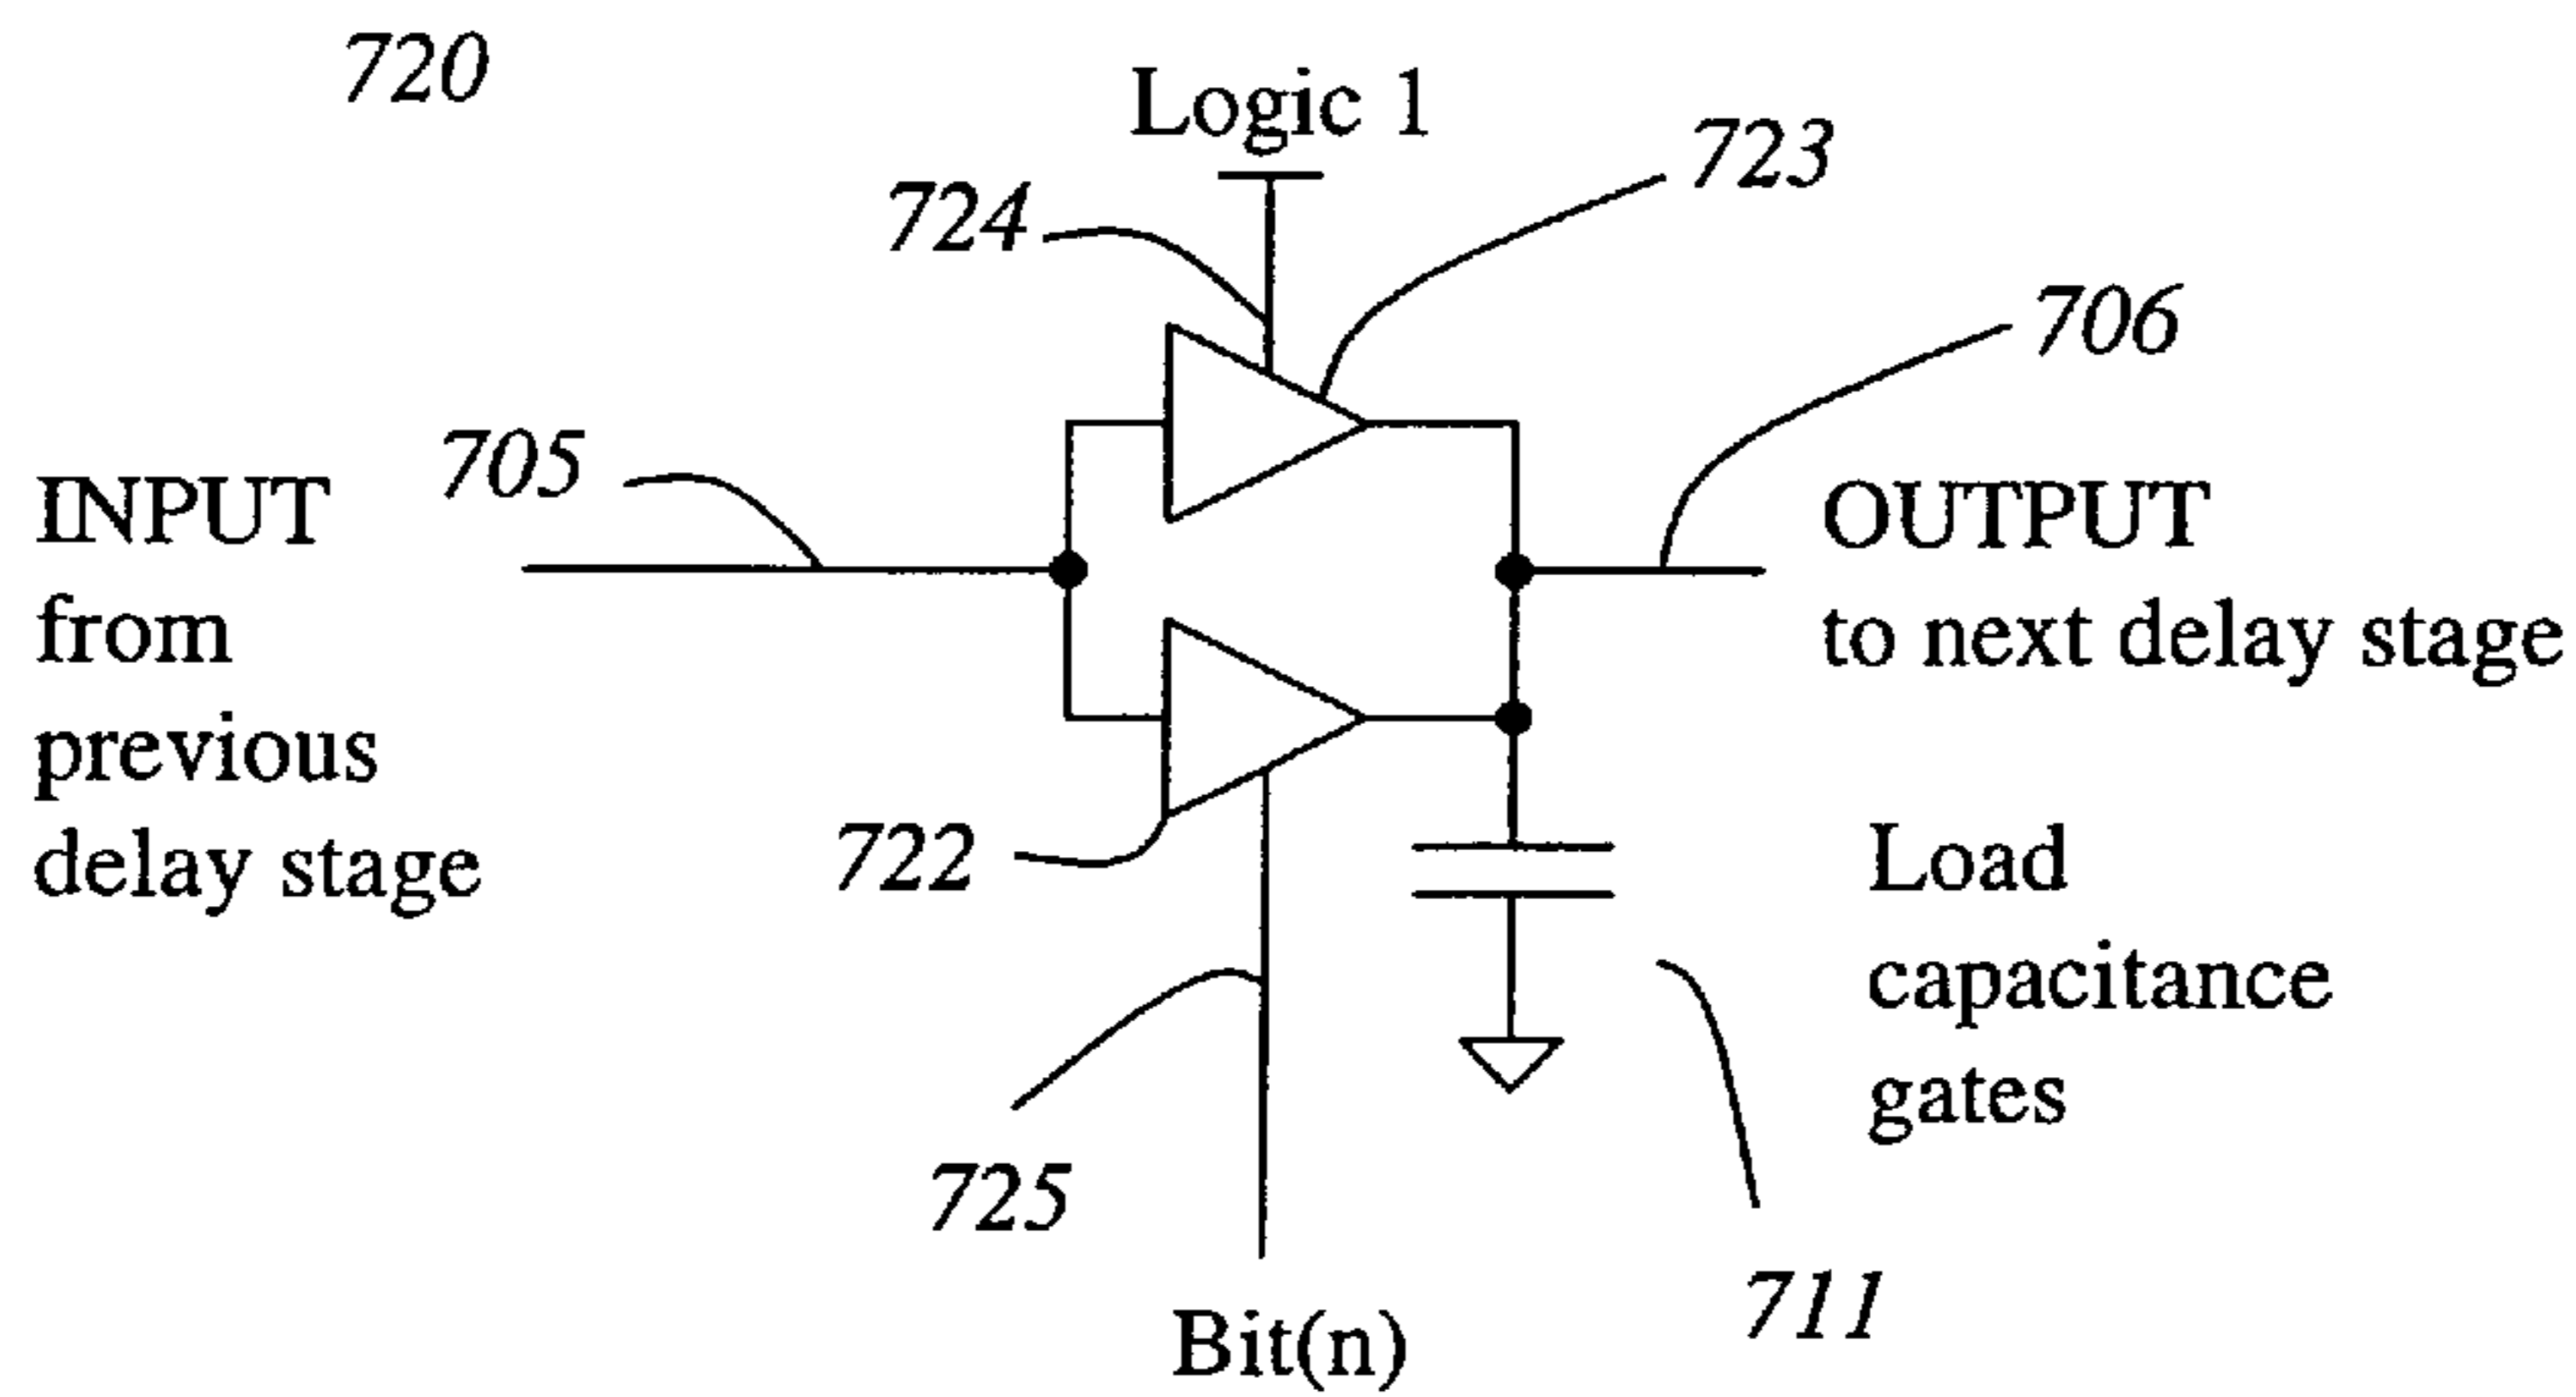 720
Logic 1
724
723
706
705
INPUT
from
previous
delay stage
OUTPUT
to next delay stage
722
Load
capacitance
gates
725
711
Bit(n)